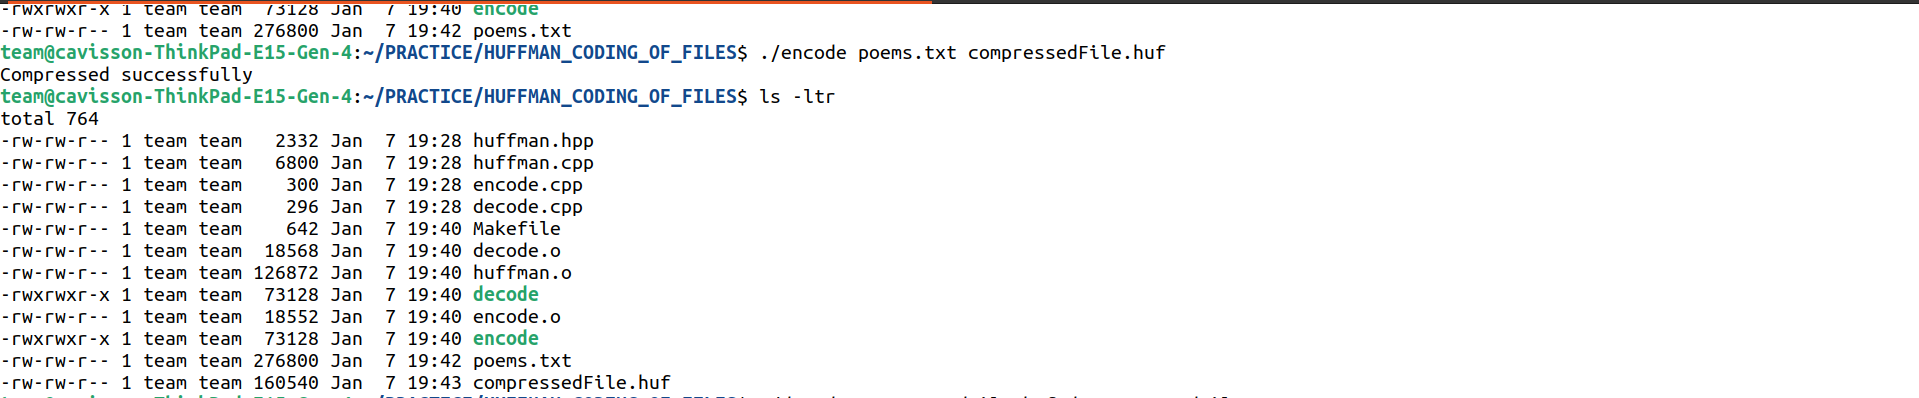 -rwxrwxr-x 1 team team  73128 Jan  7 19:40 encode
-rw-rw-r-- 1 team team 276800 Jan  7 19:42 poems.txt
team@cavisson-ThinkPad-E15-Gen-4:~/PRACTICE/HUFFMAN_CODING_OF_FILES$ ./encode poems.txt compressedFile.huf
Compressed successfully
team@cavisson-ThinkPad-E15-Gen-4:~/PRACTICE/HUFFMAN_CODING_OF_FILES$ ls -ltr
total 764
-rw-rw-r-- 1 team team   2332 Jan  7 19:28 huffman.hpp
-rw-rw-r-- 1 team team   6800 Jan  7 19:28 huffman.cpp
-rw-rw-r-- 1 team team    300 Jan  7 19:28 encode.cpp
-rw-rw-r-- 1 team team    296 Jan  7 19:28 decode.cpp
-rw-rw-r-- 1 team team    642 Jan  7 19:40 Makefile
-rw-rw-r-- 1 team team  18568 Jan  7 19:40 decode.o
-rw-rw-r-- 1 team team 126872 Jan  7 19:40 huffman.o
-rwxrwxr-x 1 team team  73128 Jan  7 19:40 decode
-rw-rw-r-- 1 team team  18552 Jan  7 19:40 encode.o
-rwxrwxr-x 1 team team  73128 Jan  7 19:40 encode
-rw-rw-r-- 1 team team 276800 Jan  7 19:42 poems.txt
-rw-rw-r-- 1 team team 160540 Jan  7 19:43 compressedFile.huf